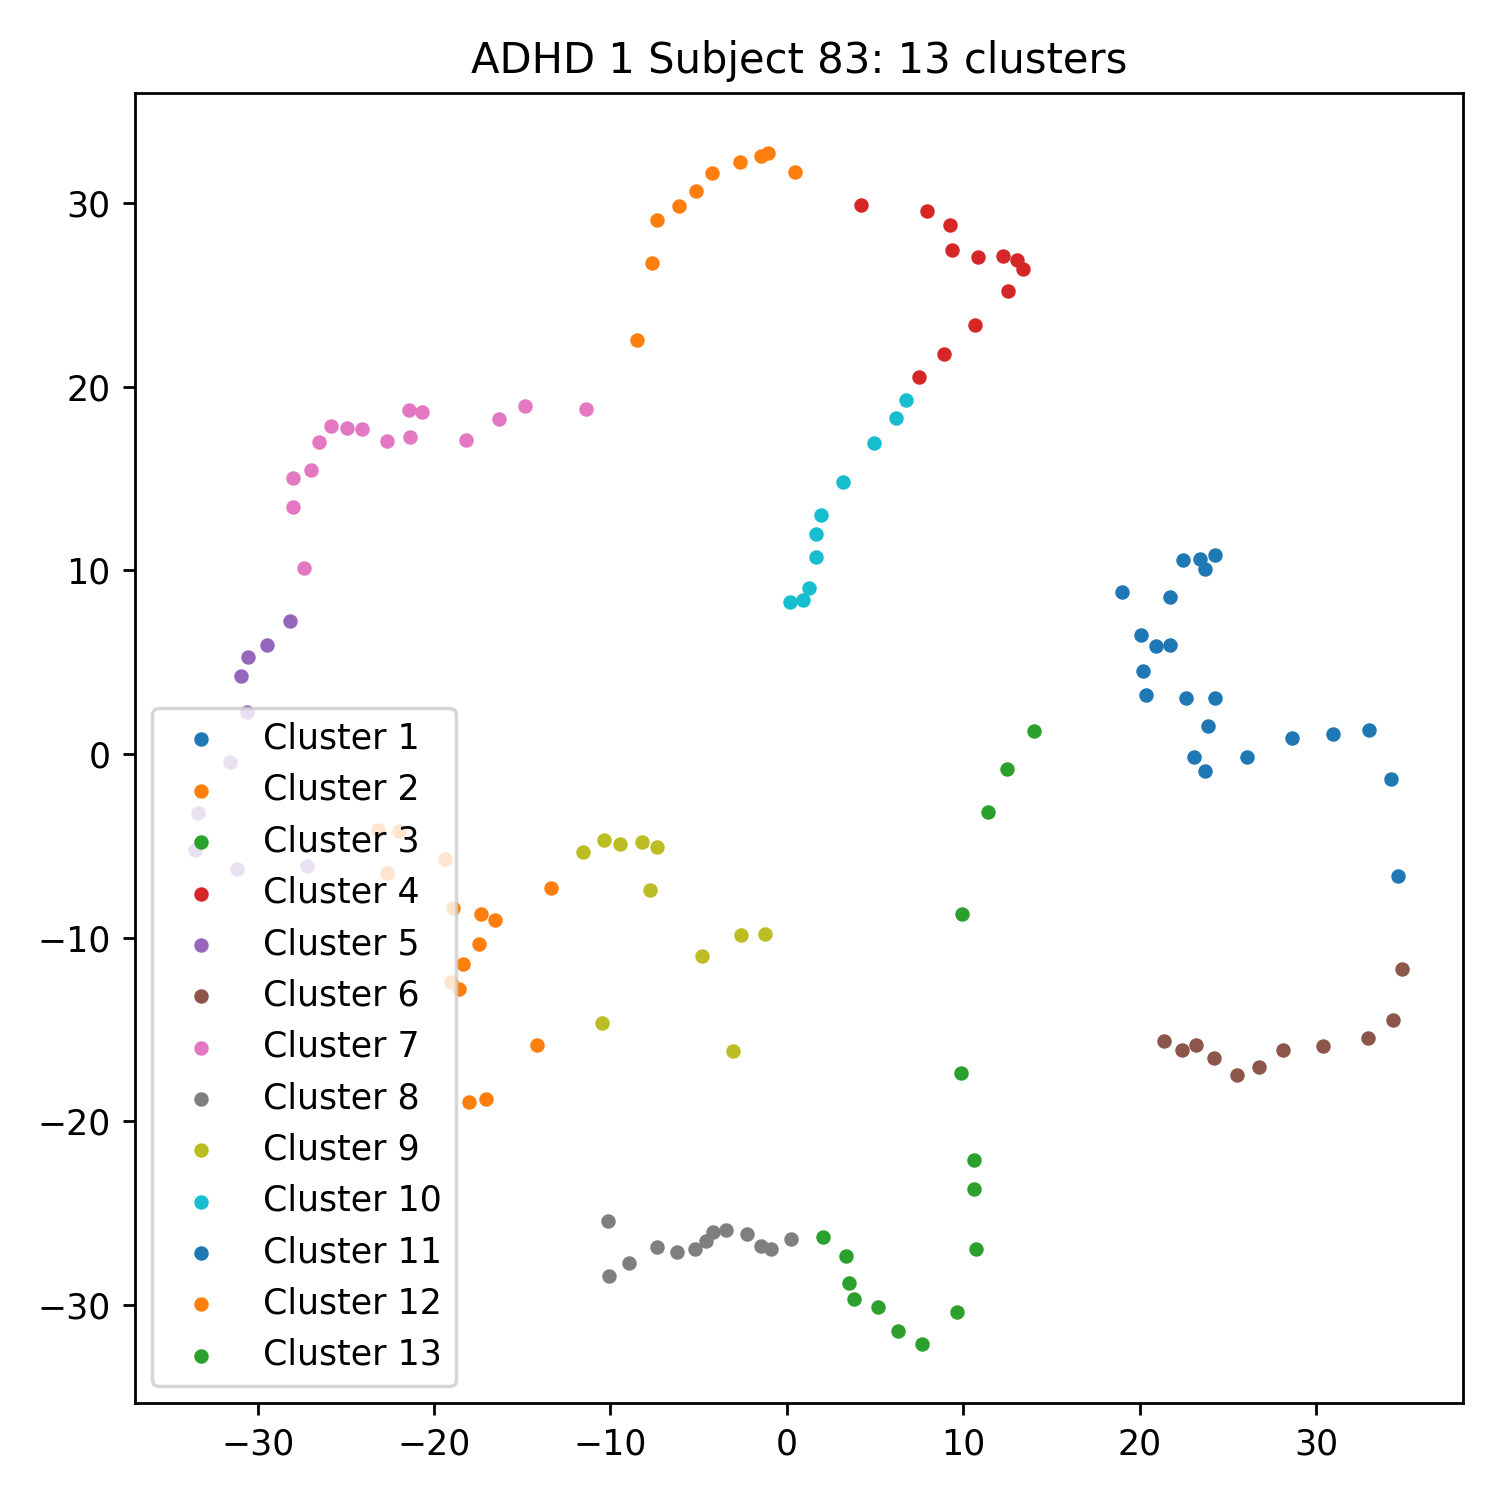 ADHD 1 Subject 83: 13 clusters
30
20
10
0
−10
−20
−30
Cluster 1
Cluster 2
Cluster 3
Cluster 4
Cluster 5
Cluster 6
Cluster 7
Cluster 8
Cluster 9
Cluster 10
Cluster 11
Cluster 12
Cluster 13
−30 −20 −10 0 10 20 30